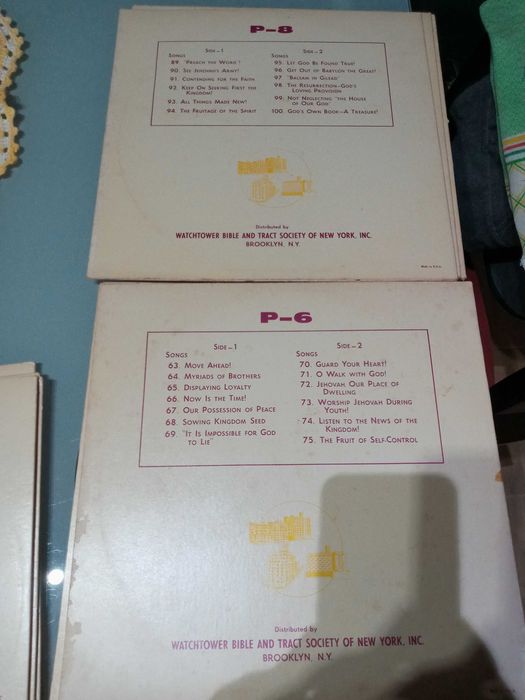 P-8
SIDE-1
SONGS
89. "PREACH THE WORD"!
90. SEE JEHOVAH'S ARMY!
91. CONTENDING FOR THE FAITH
92. KEEP ON SEEKING FIRST THE
KINGDOM!
93. ALL THINGS MADE NEW!
94. THE FRUITAGE OF THE SPIRIT
SIDE-2
SONGS
95. LET GOD BE FOUND TRUE!
96. GET OUT OF BABYLON THE GREAT!
97. "BALSAM IN GILEAD"
98. THE RESURRECTION-GOD'S
LOVING PROVISION
99. NOT NEGLECTING "THE HOUSE
OF OUR GOD"
100. GOD'S OWN BOOK-A TREASURE!
Distributed by
WATCHTOWER BIBLE AND TRACT SOCIETY OF NEW YORK, INC.
BROOKLYN, N.Y.
Made in U.S.A.
P-6
SIDE-1
SONGS
63. MOVE AHEAD!
64. MYRIADS OF BROTHERS
65. DISPLAYING LOYALTY
66. NOW IS THE TIME!
67. OUR POSSESSION OF PEACE
68. SOWING KINGDOM SEED
69. "IT IS IMPOSSIBLE FOR GOD
TO LIE"
SIDE-2
SONGS
70. GUARD YOUR HEART!
71. O WALK WITH GOD!
72. JEHOVAH OUR PLACE OF
DWELLING
73. WORSHIP JEHOVAH DURING
YOUTH!
74. LISTEN TO THE NEWS OF THE
KINGDOM!
75. THE FRUIT OF SELF-CONTROL
Distributed by
WATCHTOWER BIBLE AND TRACT SOCIETY OF NEW YORK, INC.
BROOKLYN, N.Y.